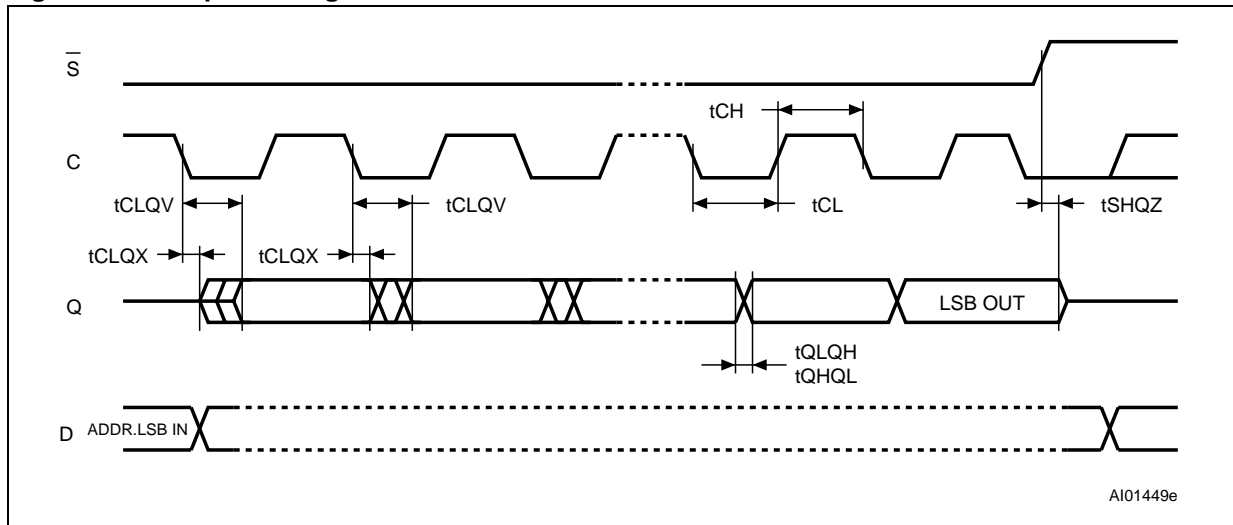 S
tCH
C
tCLQV
tCLQV
tCL
tSHQZ
tCLQX
tCLQX
Q
LSB OUT
tQLQH
tQHQL
D
ADDR.LSB IN
AI01449e